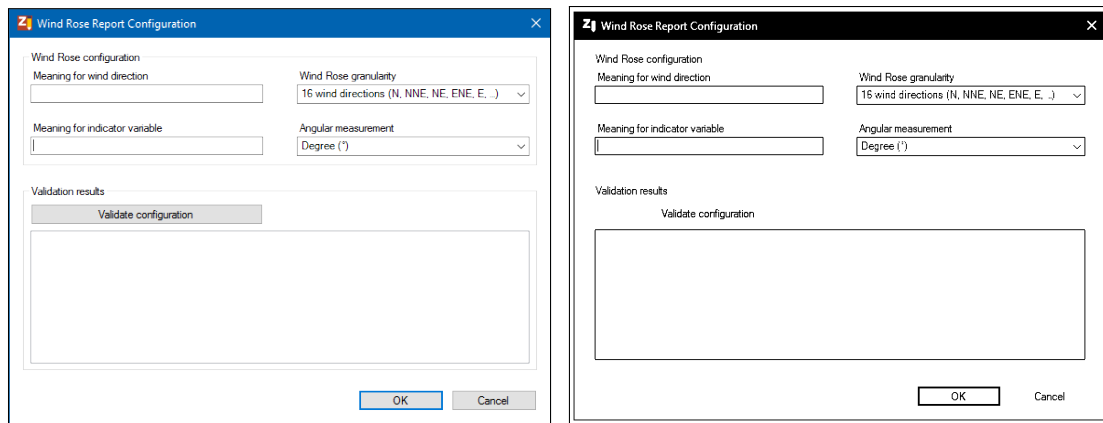 Wind Rose Report Configuration
Wind Rose configuration
Meaning for wind direction
Wind Rose granularity
16 wind directions (N, NNE, NE, ENE, E, ..)
Meaning for indicator variable
Angular measurement
Degree (°)
Validation results
Validate configuration
OK
Cancel
Wind Rose Report Configuration
Wind Rose configuration
Meaning for wind direction
Wind Rose granularity
16 wind directions (N, NNE, NE, ENE, E, ..)
Meaning for indicator variable
Angular measurement
Degree (°)
Validation results
Validate configuration
OK
Cancel